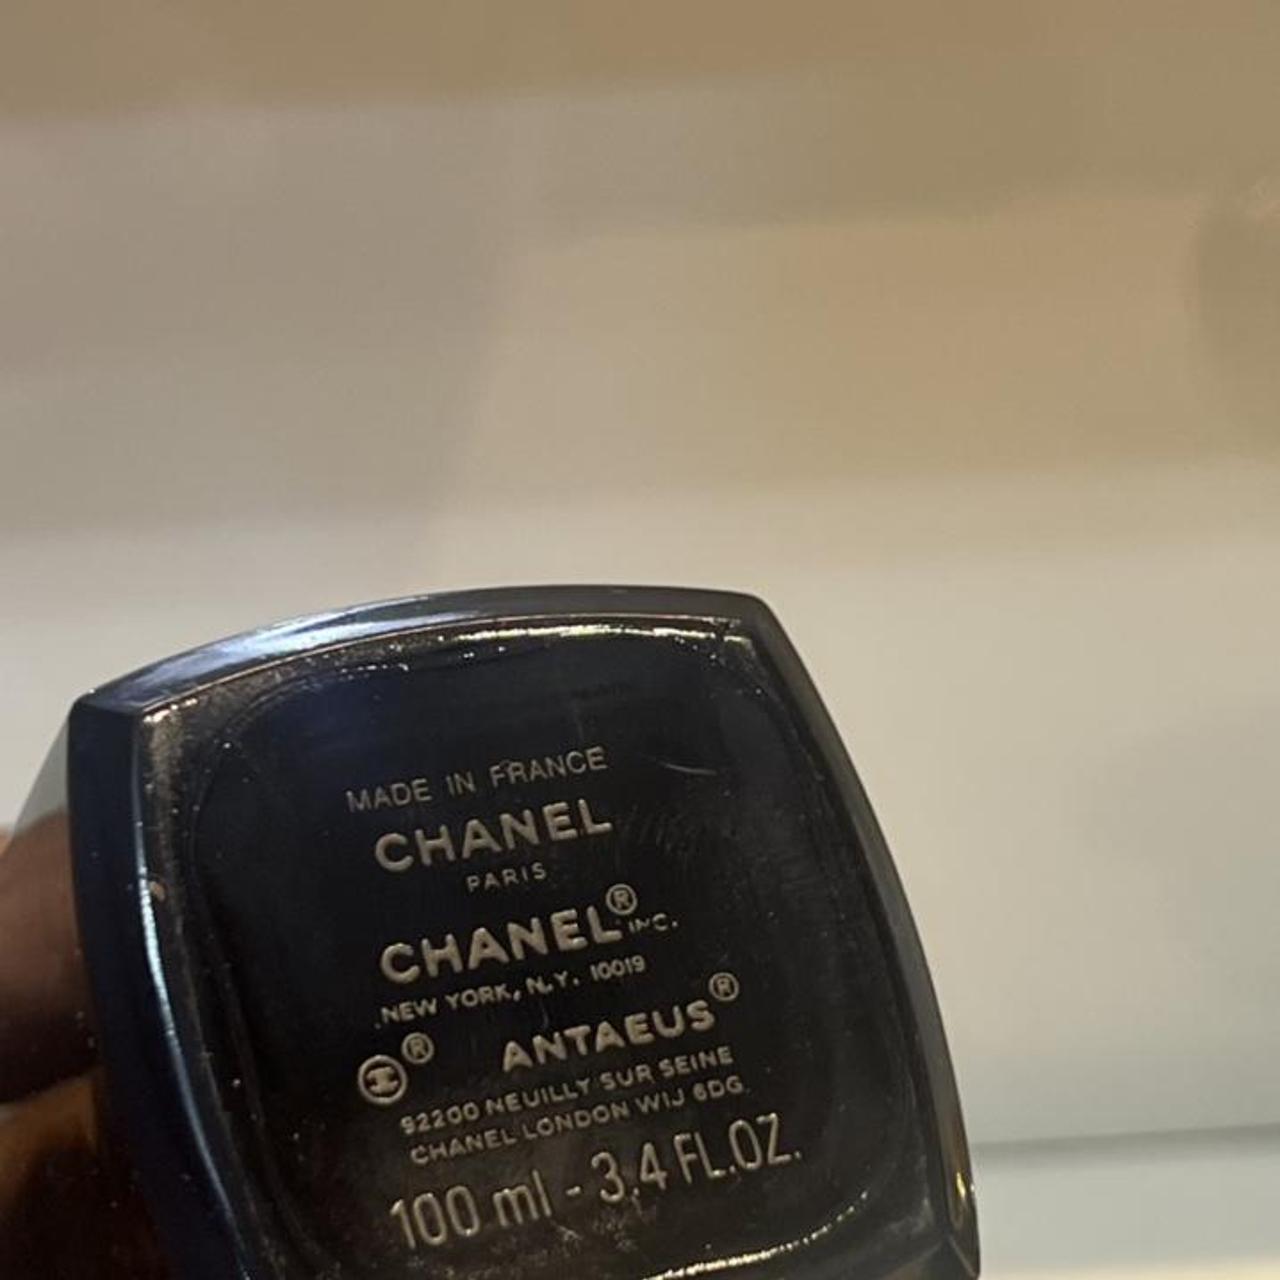 MADE IN FRANCE
CHANEL
PARIS
CHANEL® INC.
NEW YORK, N.Y. 10019
® ANTAEUS®
92200 NEUILLY SUR SEINE
CHANEL LONDON W1J 6DG
100 ml - 3.4 FL.OZ.